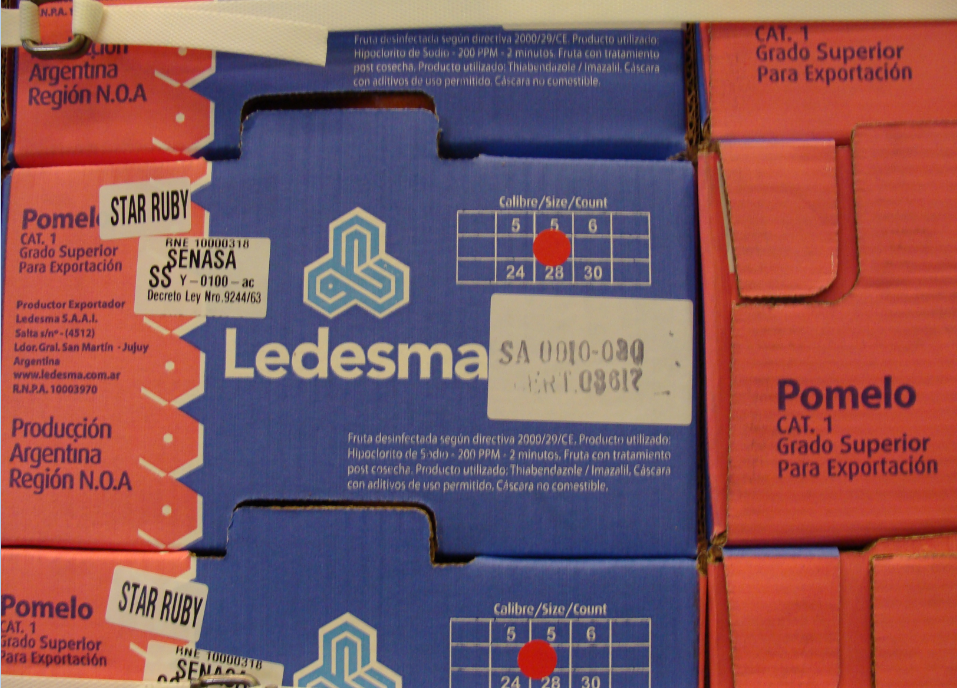 R.N.P.A.
Argentina
Región N.O.A
Fruta desinfectada según directiva 2000/29/CE. Producto utilizado:
Hipoclorito de Sodio - 200 PPM - 2 minutos. Fruta con tratamiento
post cosecha. Producto utilizado: Thiabendazole / Imazalil. Cáscara
con aditivos de uso permitido. Cáscara no comestible.
CAT. 1
Grado Superior
Para Exportación
Pomelo
CAT. 1
Grado Superior
Para Exportación
STAR RUBY
RNE 10000318
SENASA
SS Y-0100-ac
Decreto Ley Nro.9244/63
Productor Exportador
Ledesma S.A.A.I.
Salta s/nº - (4512)
Ldor. Gral. San Martín - Jujuy
Argentina
www.ledesma.com.ar
R.N.P.A. 10003970
Producción
Argentina
Región N.O.A
Calibre/Size/Count
5 5 6
24 28 30
Ledesma
SA 0010-030
CERT.03617
Fruta desinfectada según directiva 2000/29/CE. Producto utilizado:
Hipoclorito de Sodio - 200 PPM - 2 minutos. Fruta con tratamiento
post cosecha. Producto utilizado: Thiabendazole / Imazalil. Cáscara
con aditivos de uso permitido. Cáscara no comestible.
Pomelo
CAT. 1
Grado Superior
Para Exportación
Pomelo
CAT. 1
Grado Superior
Para Exportación
STAR RUBY
RNE 10000318
SENASA
Calibre/Size/Count
5 5 6
24 28 30